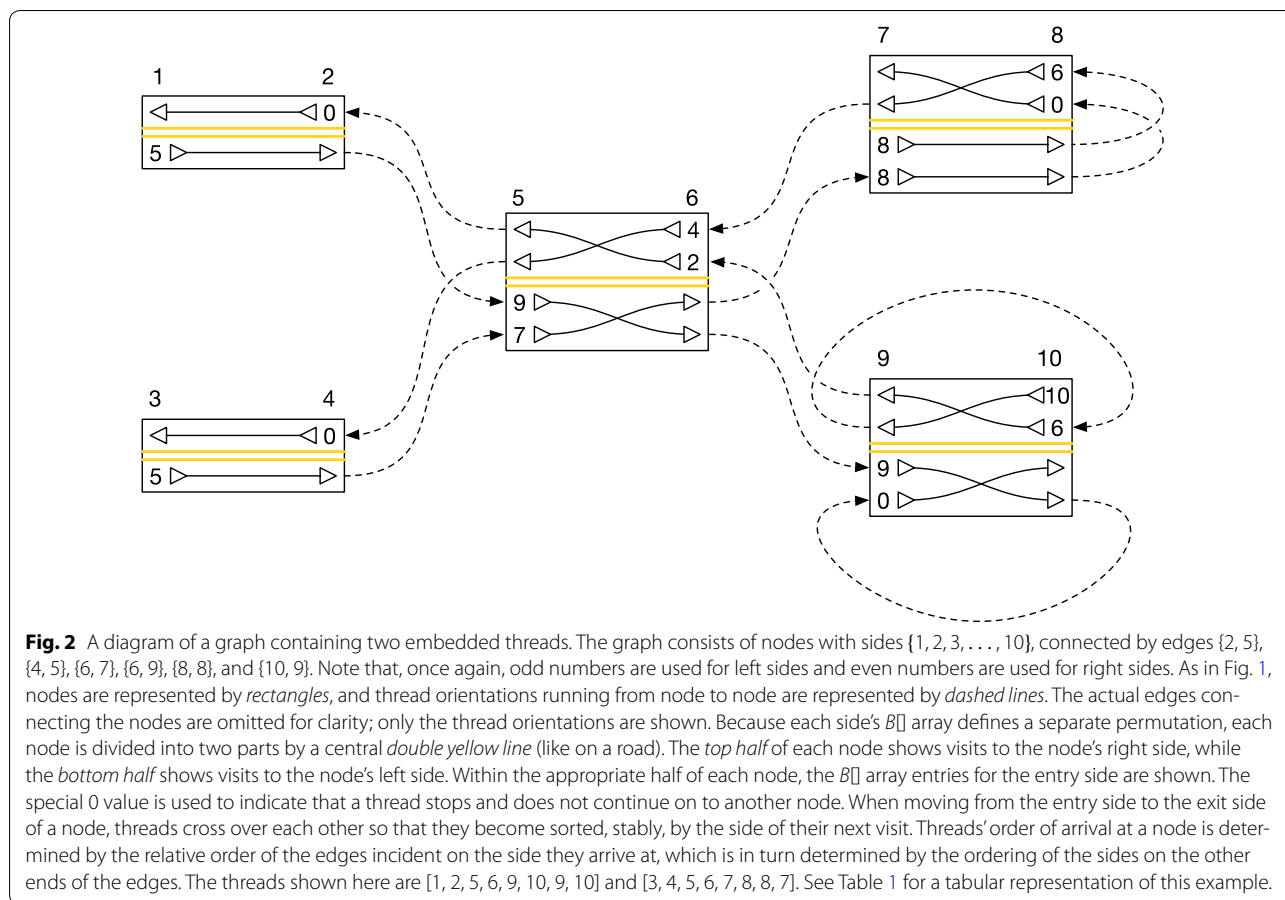 7 8
6
0
8
8
1 2
0
5
5 6
4
2
9
7
3 4
0
5
9 10
10
6
9
0
Fig. 2 A diagram of a graph containing two embedded threads. The graph consists of nodes with sides {1, 2, 3, . . . , 10}, connected by edges {2, 5},
{4, 5}, {6, 7}, {6, 9}, {8, 8}, and {10, 9}. Note that, once again, odd numbers are used for left sides and even numbers are used for right sides. As in Fig. 1,
nodes are represented by rectangles, and thread orientations running from node to node are represented by dashed lines. The actual edges con-
necting the nodes are omitted for clarity; only the thread orientations are shown. Because each side's B[] array defines a separate permutation, each
node is divided into two parts by a central double yellow line (like on a road). The top half of each node shows visits to the node's right side, while
the bottom half shows visits to the node's left side. Within the appropriate half of each node, the B[] array entries for the entry side are shown. The
special 0 value is used to indicate that a thread stops and does not continue on to another node. When moving from the entry side to the exit side
of a node, threads cross over each other so that they become sorted, stably, by the side of their next visit. Threads' order of arrival at a node is deter-
mined by the relative order of the edges incident on the side they arrive at, which is in turn determined by the ordering of the sides on the other
ends of the edges. The threads shown here are [1, 2, 5, 6, 9, 10, 9, 10] and [3, 4, 5, 6, 7, 8, 8, 7]. See Table 1 for a tabular representation of this example.